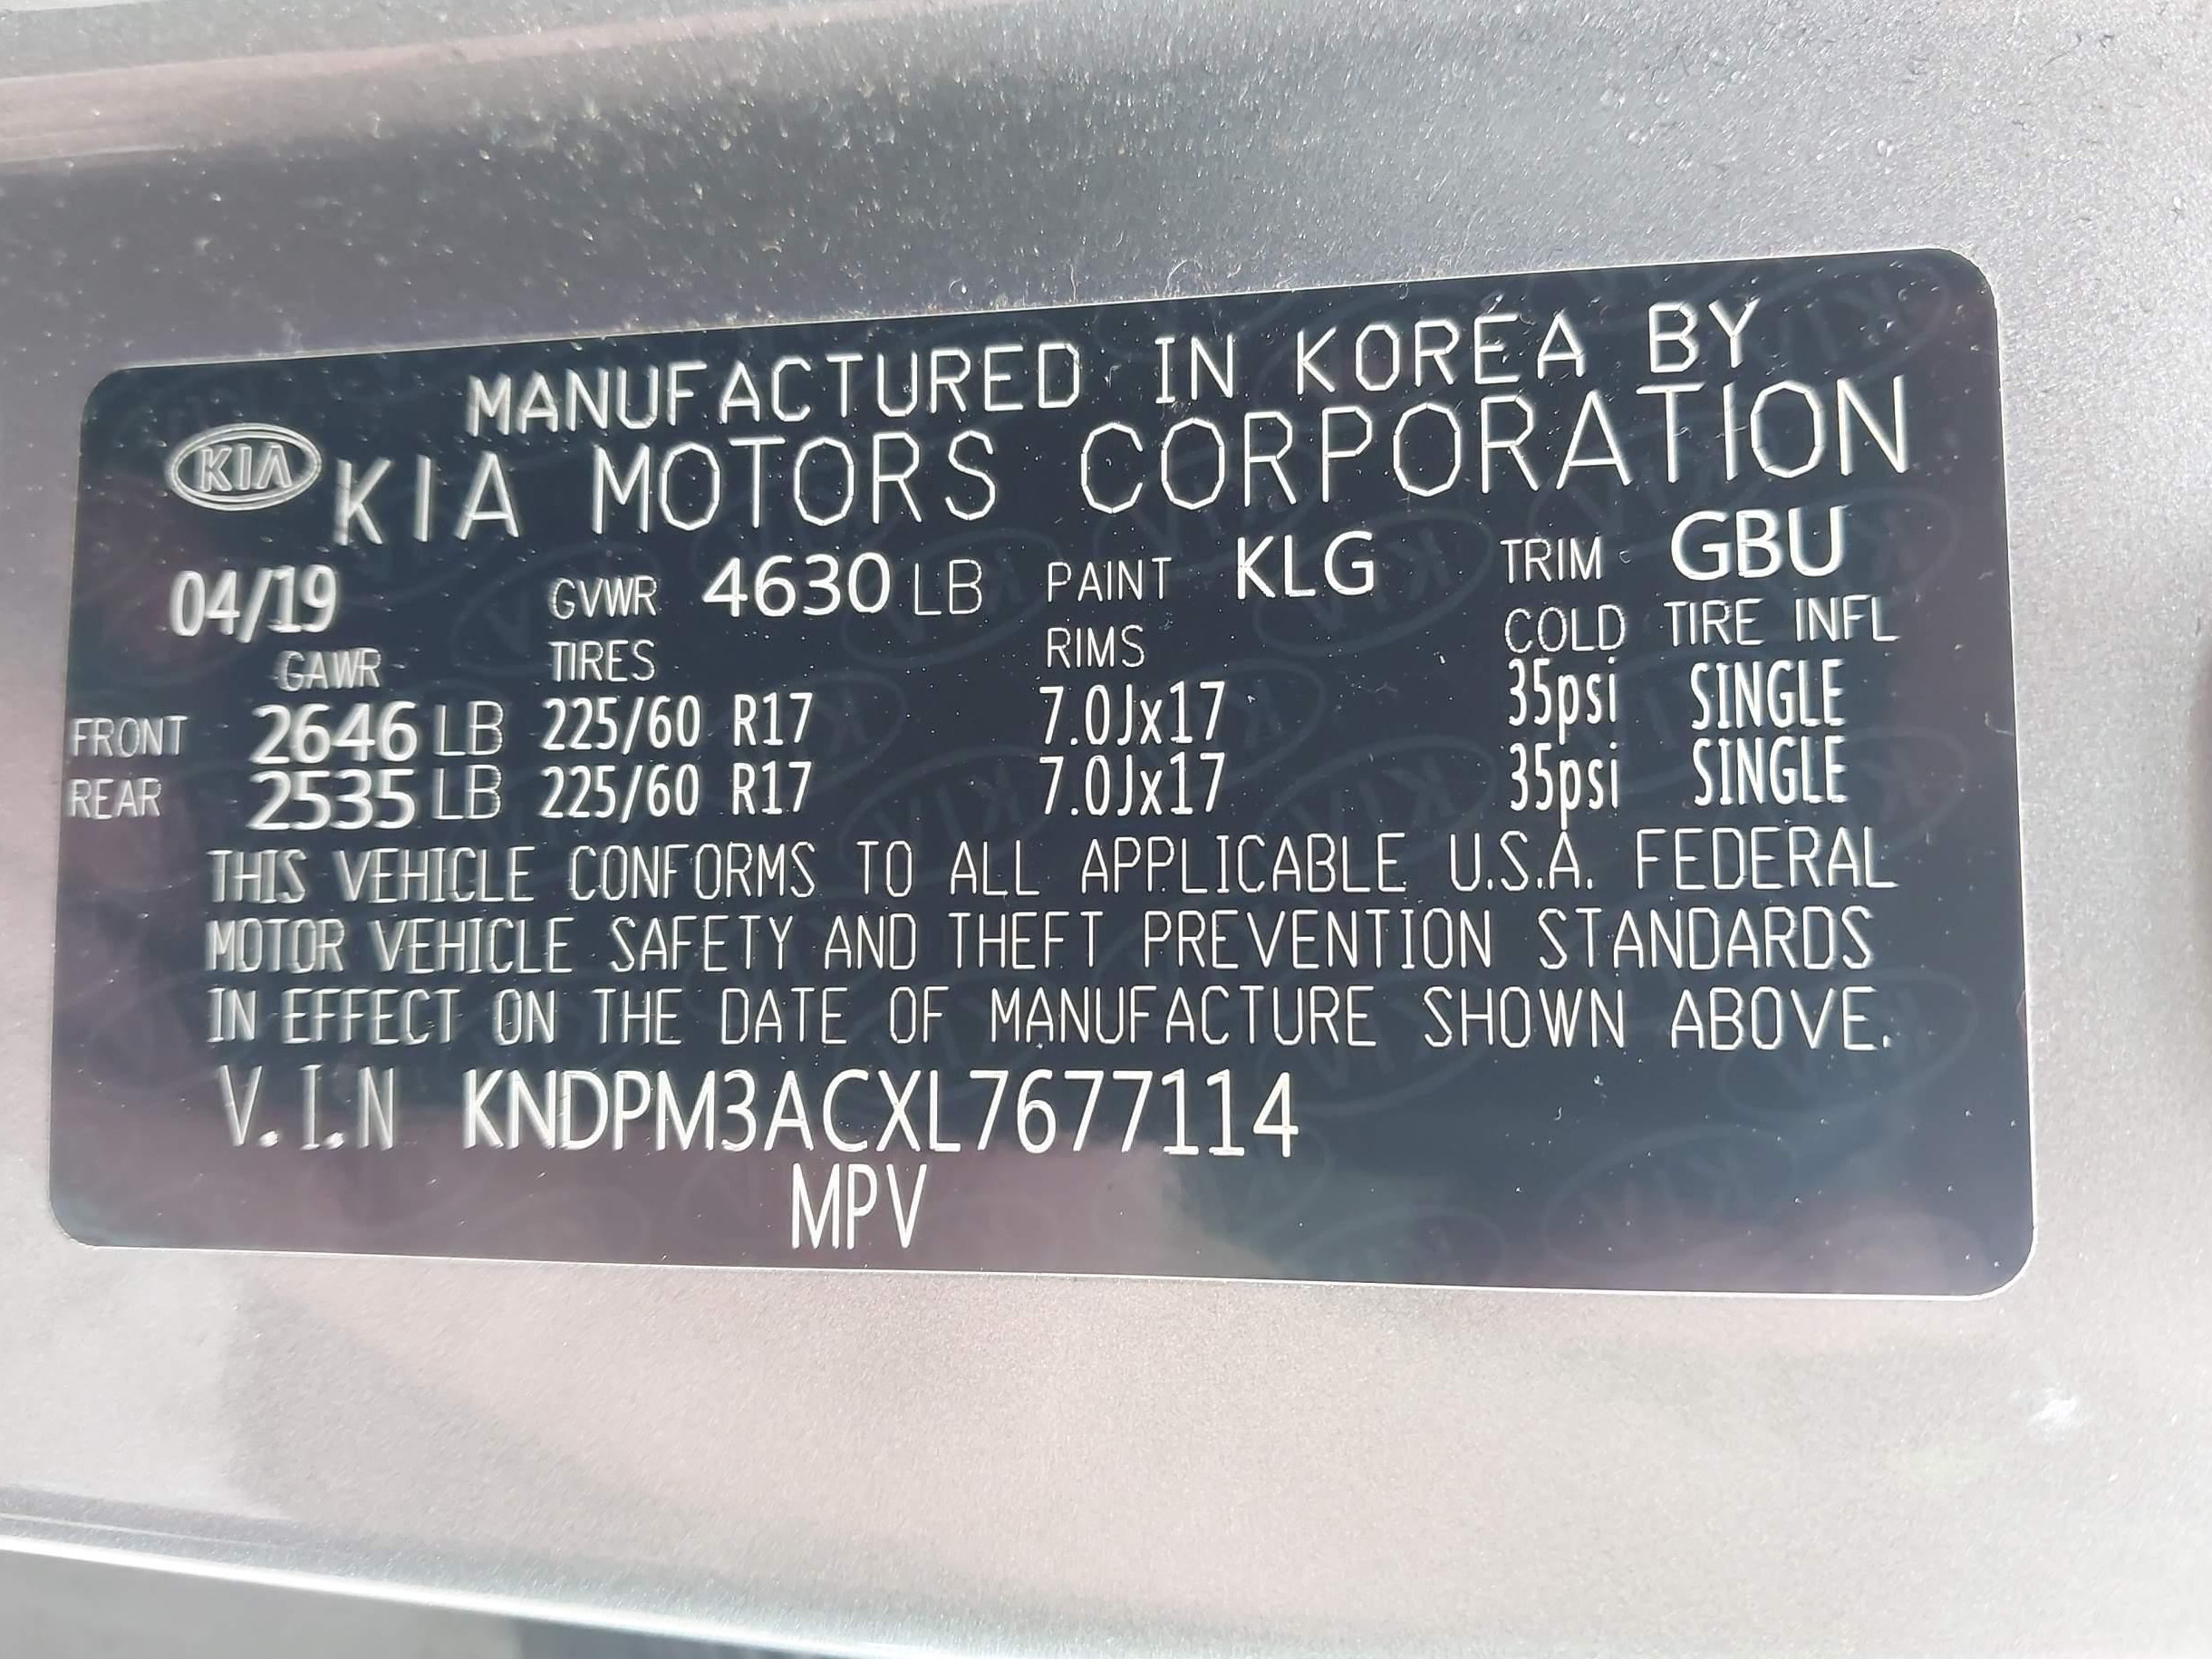 MANUFACTURED IN KOREA BY
KIA KIA MOTORS CORPORATION
04/19 GVWR 4630 LB PAINT KLG TRIM GBU
GAWR TIRES RIMS COLD TIRE INFL
FRONT 2646 LB 225/60 R17 7.0Jx17 35psi SINGLE
REAR 2535 LB 225/60 R17 7.0Jx17 35psi SINGLE
THIS VEHICLE CONFORMS TO ALL APPLICABLE U.S.A. FEDERAL
MOTOR VEHICLE SAFETY AND THEFT PREVENTION STANDARDS
IN EFFECT ON THE DATE OF MANUFACTURE SHOWN ABOVE.
V.I.N KNDPM3ACXL7677114
MPV